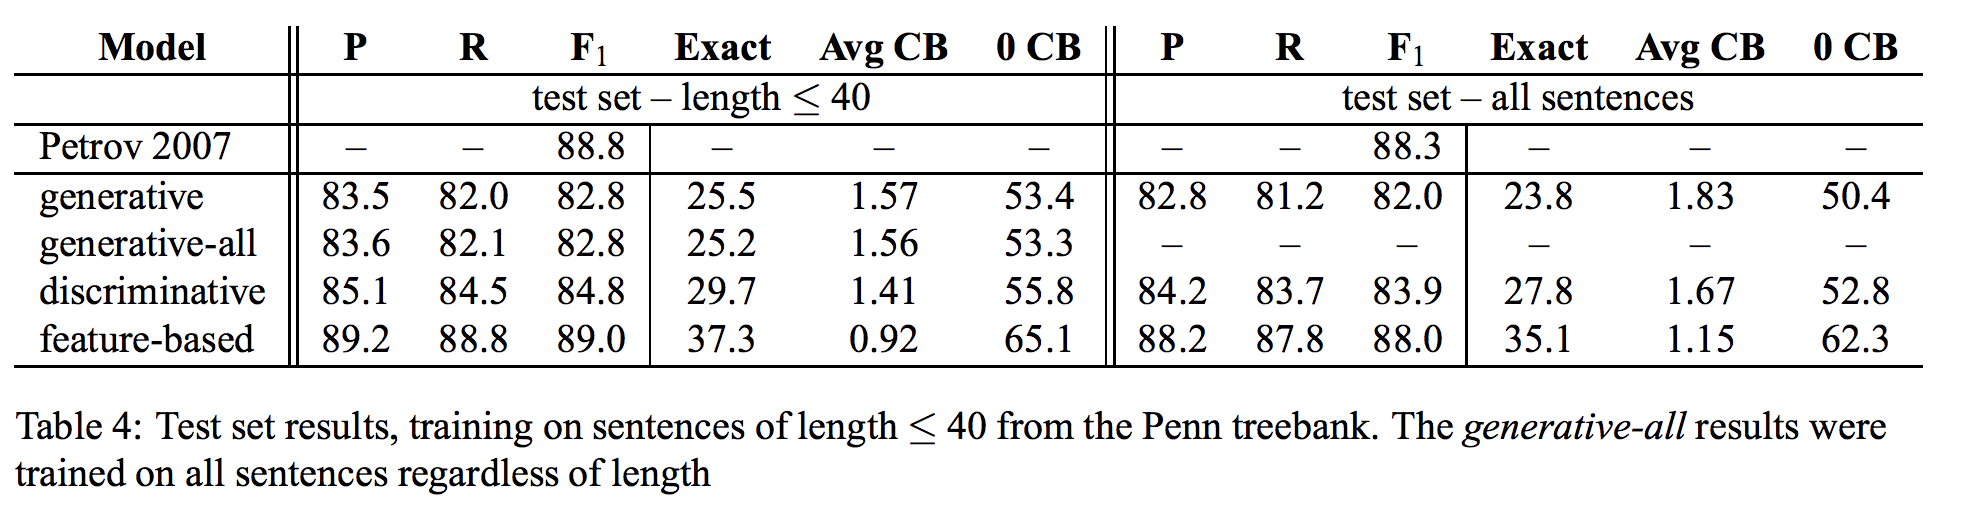 Model P R F1 Exact Avg CB 0 CB P R F1 Exact Avg CB 0 CB
test set – length ≤ 40 test set – all sentences
Petrov 2007 – – 88.8 – – – – – 88.3 – – –
generative 83.5 82.0 82.8 25.5 1.57 53.4 82.8 81.2 82.0 23.8 1.83 50.4
generative-all 83.6 82.1 82.8 25.2 1.56 53.3 – – – – – –
discriminative 85.1 84.5 84.8 29.7 1.41 55.8 84.2 83.7 83.9 27.8 1.67 52.8
feature-based 89.2 88.8 89.0 37.3 0.92 65.1 88.2 87.8 88.0 35.1 1.15 62.3
Table 4: Test set results, training on sentences of length ≤ 40 from the Penn treebank. The generative-all results were
trained on all sentences regardless of length